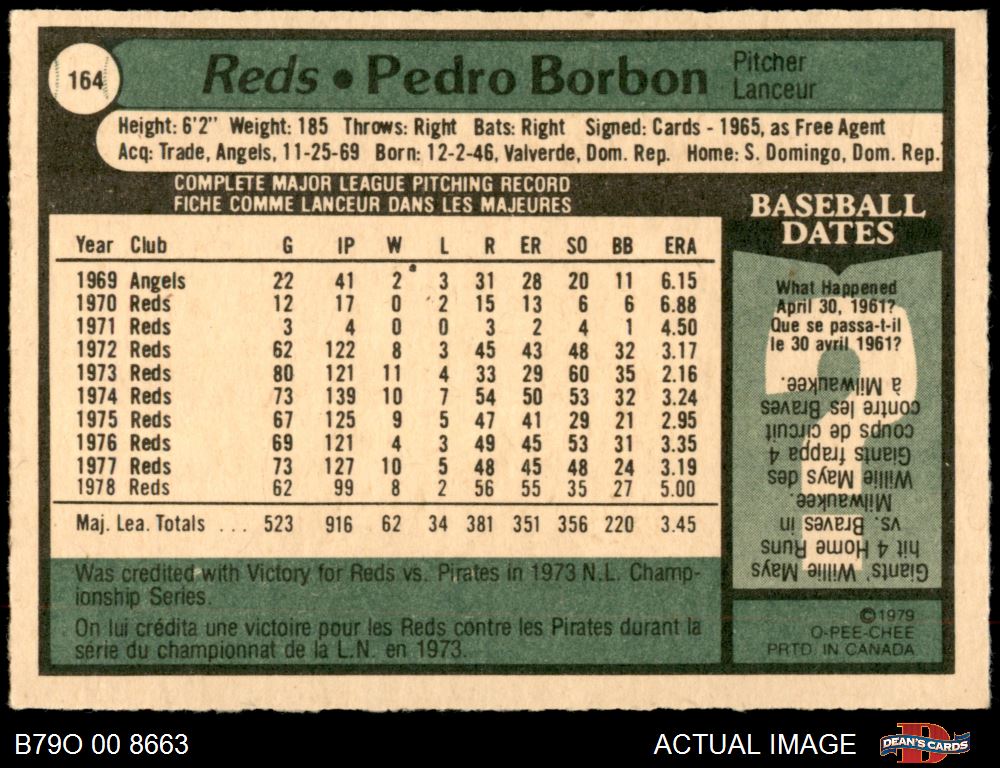 164
Reds • Pedro Borbon
Pitcher
Lanceur
Height: 6'2" Weight: 185 Throws: Right Bats: Right Signed: Cards - 1965, as Free Agent
Acq: Trade, Angels, 11-25-69 Born: 12-2-46, Valverde, Dom. Rep. Home: S. Domingo, Dom. Rep.
COMPLETE MAJOR LEAGUE PITCHING RECORD
FICHE COMME LANCEUR DANS LES MAJEURES
Year Club G IP W L R ER SO BB ERA
1969 Angels 22 41 2 3 31 28 20 11 6.15
1970 Reds 12 17 0 2 15 13 6 6 6.88
1971 Reds 3 4 0 0 3 2 4 1 4.50
1972 Reds 62 122 8 3 45 43 48 32 3.17
1973 Reds 80 121 11 4 33 29 60 35 2.16
1974 Reds 73 139 10 7 54 50 53 32 3.24
1975 Reds 67 125 9 5 47 41 29 21 2.95
1976 Reds 69 121 4 3 49 45 53 31 3.35
1977 Reds 73 127 10 5 48 45 48 24 3.19
1978 Reds 62 99 8 2 56 55 35 27 5.00
Maj. Lea. Totals ... 523 916 62 34 381 351 356 220 3.45
Was credited with Victory for Reds vs. Pirates in 1973 N.L. Champ-
ionship Series.
On lui crédita une victoire pour les Reds contre les Pirates durant la
série du championnat de la L.N. en 1973.
BASEBALL
DATES
What Happened
April 30, 1961?
Que se passa-t-il
le 30 avril 1961?
Giants' Willie Mays
hit 4 Home Runs
vs. Braves in
Milwaukee.
Willie Mays des
Giants frappa 4
coups de circuit
contre les Braves
à Milwaukee.
©1979
O-PEE-CHEE
PRTD. IN CANADA
B79O 00 8663
ACTUAL IMAGE
D
DEAN'S CARDS